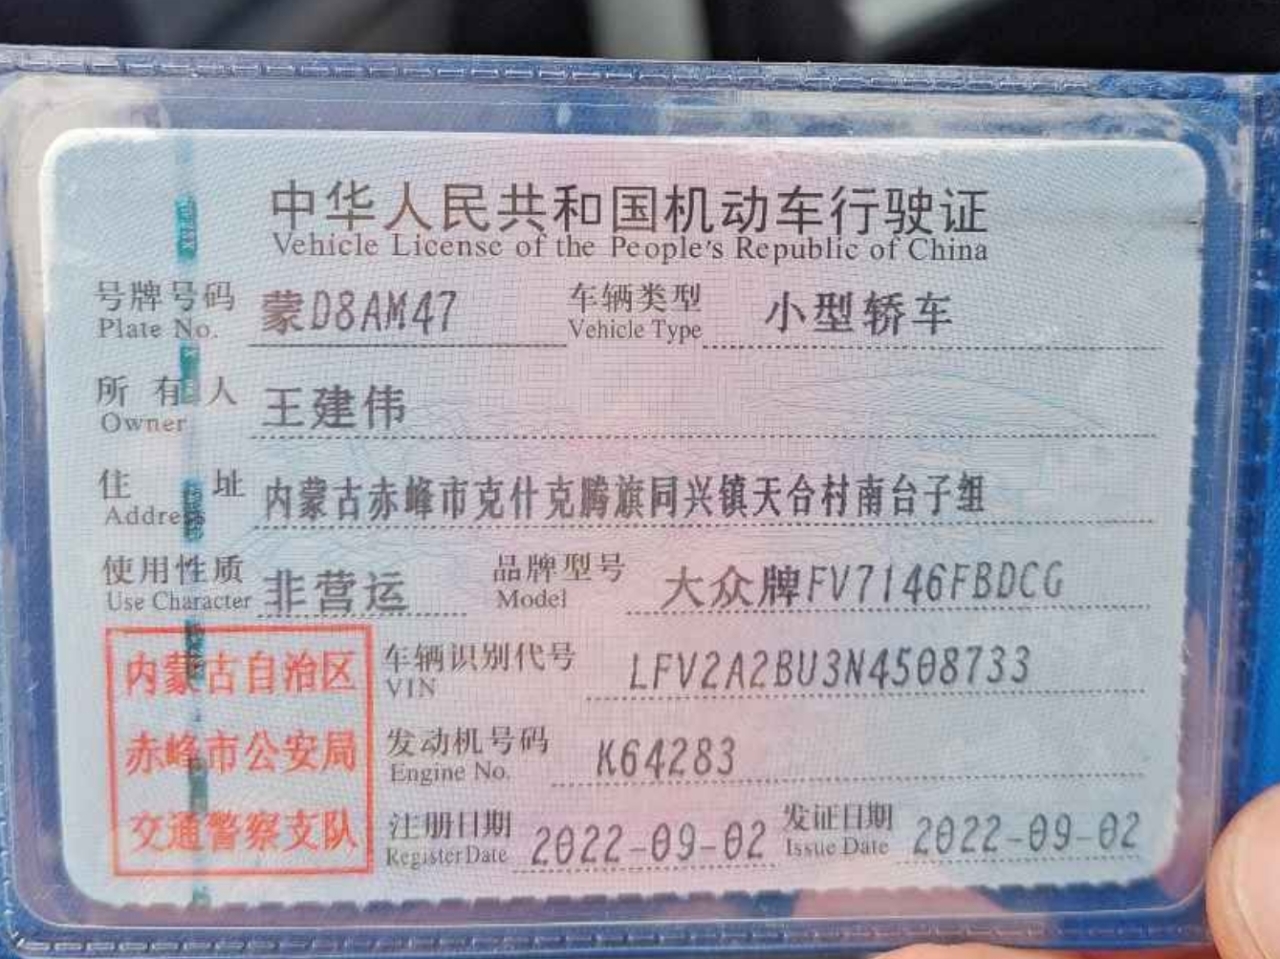 中华人民共和国机动车行驶证
Vehicle License of the People's Republic of China
号牌号码 蒙D8AM47 车辆类型 小型轿车
Plate No. Vehicle Type
所有人 王建伟
Owner
住址 内蒙古赤峰市克什克腾旗同兴镇天合村南台子组
Address
使用性质 非营运 品牌型号 大众牌FV7146FBDCG
Use Character Model
内蒙古自治区
赤峰市公安局
交通警察支队
车辆识别代号 LFV2A2BU3N4508733
VIN
发动机号码 K64283
Engine No.
注册日期 2022-09-02 发证日期 2022-09-02
Register Date Issue Date